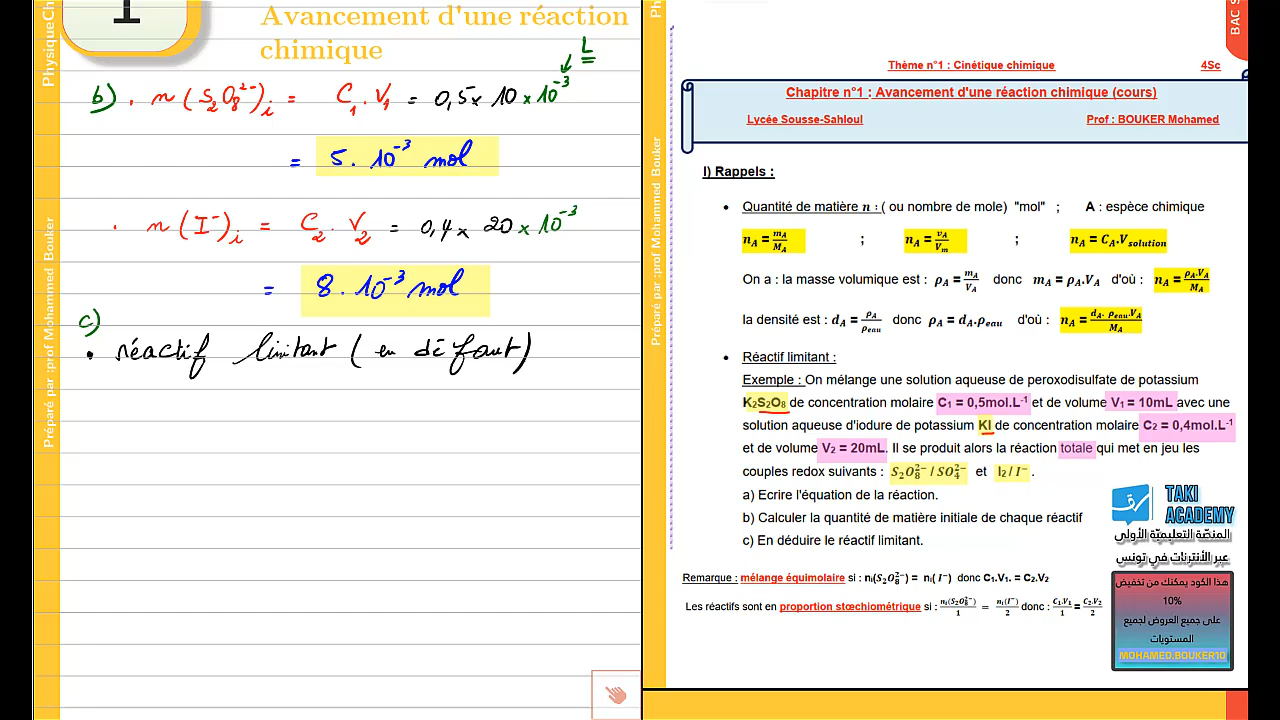 1
Avancement d'une réaction
chimique
L
b) . n(S₂O₈²⁻)i = C₁.V₁ = 0,5 × 10 × 10⁻³
= 5. 10⁻³ mol
. n(I⁻)i = C₂. V₂ = 0,4 × 20 × 10⁻³
= 8. 10⁻³ mol
c)
• réactif limitant (en défaut)
PhysiqueCh
Préparé par :prof Mohammed Bouker
Ph
Préparé par :prof Mohammed Bouker
BAC S
Thème n°1 : Cinétique chimique 4Sc
Chapitre n°1 ; Avancement d'une réaction chimique (cours)
Lycée Sousse-Sahloul Prof : BOUKER Mohamed
I) Rappels :
• Quantité de matière n : ( ou nombre de mole) "mol" ; A : espèce chimique
nA = mA/MA ; nA = vA/Vm ; nA = CA.Vsolution
On a : la masse volumique est : ρA = mA/VA donc mA = ρA.VA d'où : nA = ρA.VA/MA
la densité est : dA = ρA/ρeau donc ρA = dA.ρeau d'où : nA = dA. ρeau.VA/MA
• Réactif limitant :
Exemple : On mélange une solution aqueuse de peroxodisulfate de potassium
K₂S₂O₈ de concentration molaire C₁ = 0,5mol.L⁻¹ et de volume V₁ = 10mL avec une
solution aqueuse d'iodure de potassium KI de concentration molaire C₂ = 0,4mol.L⁻¹
et de volume V₂ = 20mL. Il se produit alors la réaction totale qui met en jeu les
couples redox suivants : S₂O₈²⁻ / SO₄²⁻ et I₂ / I⁻ .
a) Ecrire l'équation de la réaction.
b) Calculer la quantité de matière initiale de chaque réactif
c) En déduire le réactif limitant.
Remarque : mélange équimolaire si : ni(S₂O₈²⁻) = ni( I⁻) donc C₁.V₁. = C₂.V₂
Les réactifs sont en proportion stœchiométrique si : ni(S₂O₈²⁻)/1 = ni(I⁻)/2 donc : C₁.V₁/1 = C₂.V₂/2
TAKI
ACADEMY
المنصّة التعليميّة الأولى
عبر الأنترنات في تونس
هذا الكود يمكنك من تخفيض
10%
على جميع العروض لجميع
المستويات
MOHAMED.BOUKER10